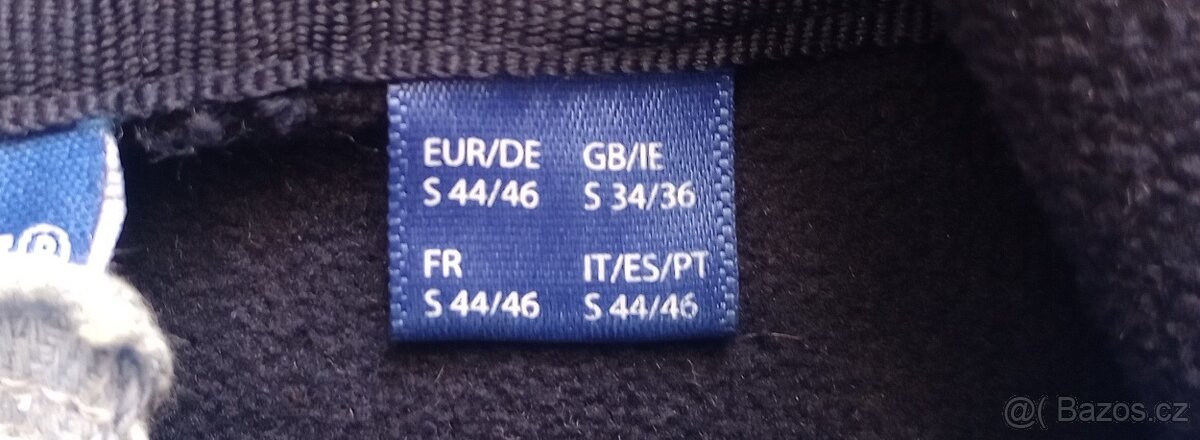 EUR/DE GB/IE
S 44/46 S 34/36
FR IT/ES/PT
S 44/46 S 44/46
®
@( Bazos.cz